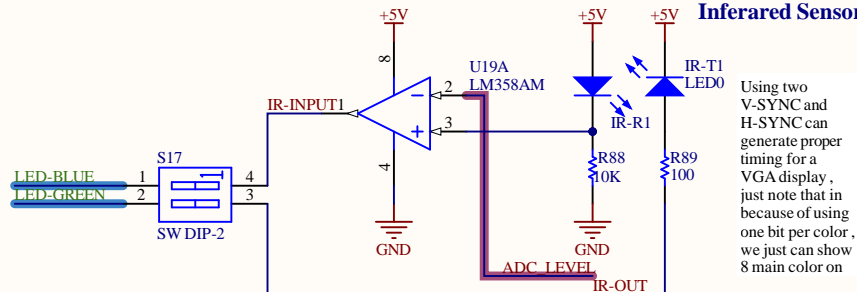 Inferared Sensor
+5V
+5V
+5V
8
U19A
LM358AM
IR-T1
LED0
2
IR-INPUT
1
3
IR-R1
S17
4
R88
10K
R89
100
LED-BLUE
1
4
LED-GREEN
2
3
1
SW DIP-2
GND
GND
ADC_LEVEL
IR-OUT
Using two
V-SYNC and
H-SYNC can
generate proper
timing for a
VGA display ,
just note that in
because of using
one bit per color ,
we just can show
8 main color on